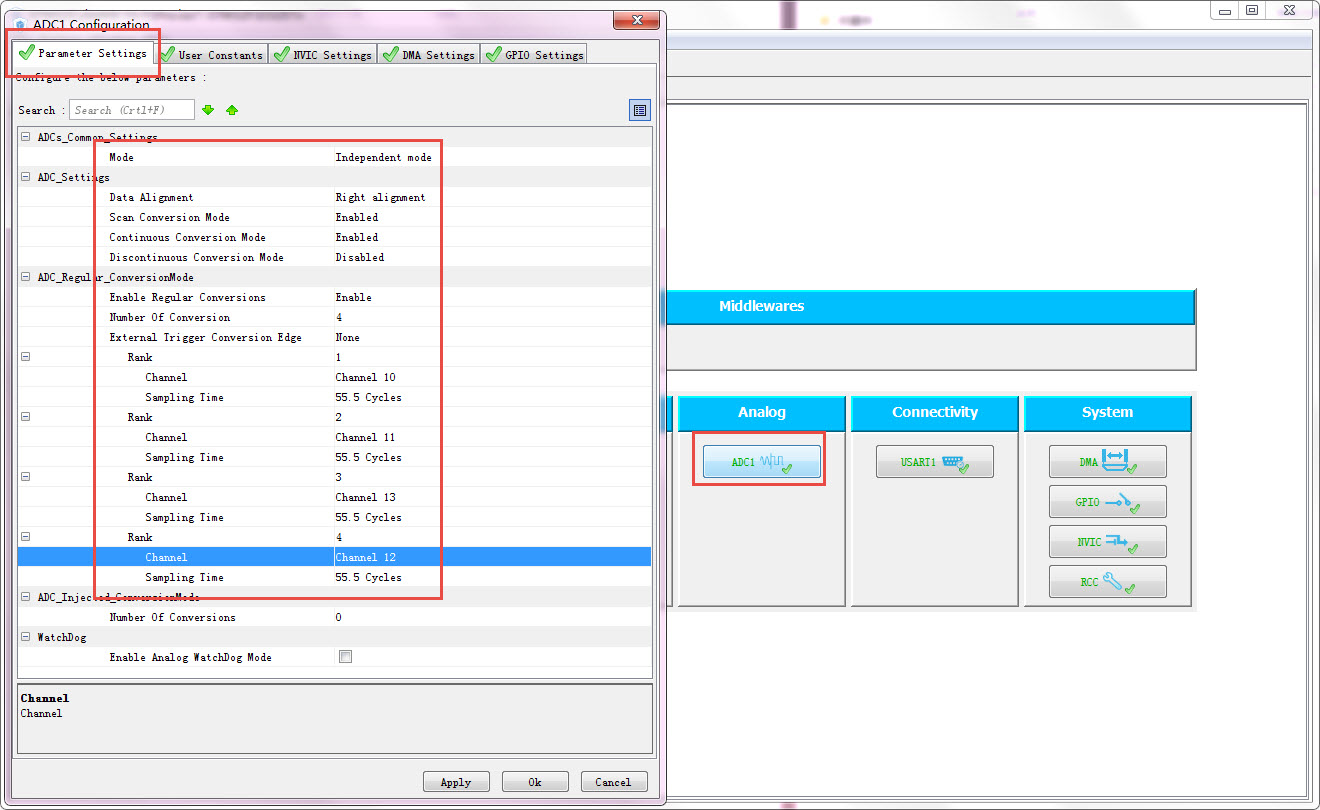 ADC1 Configuration
Parameter Settings
User Constants
NVIC Settings
DMA Settings
GPIO Settings
Configure the below parameters :
Search :
Search (Crtl+F)
ADCs_Common_Settings
Mode Independent mode
ADC_Settings
Data Alignment Right alignment
Scan Conversion Mode Enabled
Continuous Conversion Mode Enabled
Discontinuous Conversion Mode Disabled
ADC_Regular_ConversionMode
Enable Regular Conversions Enable
Number Of Conversion 4
External Trigger Conversion Edge None
Rank 1
Channel Channel 10
Sampling Time 55.5 Cycles
Rank 2
Channel Channel 11
Sampling Time 55.5 Cycles
Rank 3
Channel Channel 13
Sampling Time 55.5 Cycles
Rank 4
Channel Channel 12
Sampling Time 55.5 Cycles
ADC_Injected_ConversionMode
Number Of Conversions 0
WatchDog
Enable Analog WatchDog Mode
Channel
Channel
Apply
Ok
Cancel
Middlewares
Analog
Connectivity
System
ADC1
USART1
DMA
GPIO
NVIC
RCC